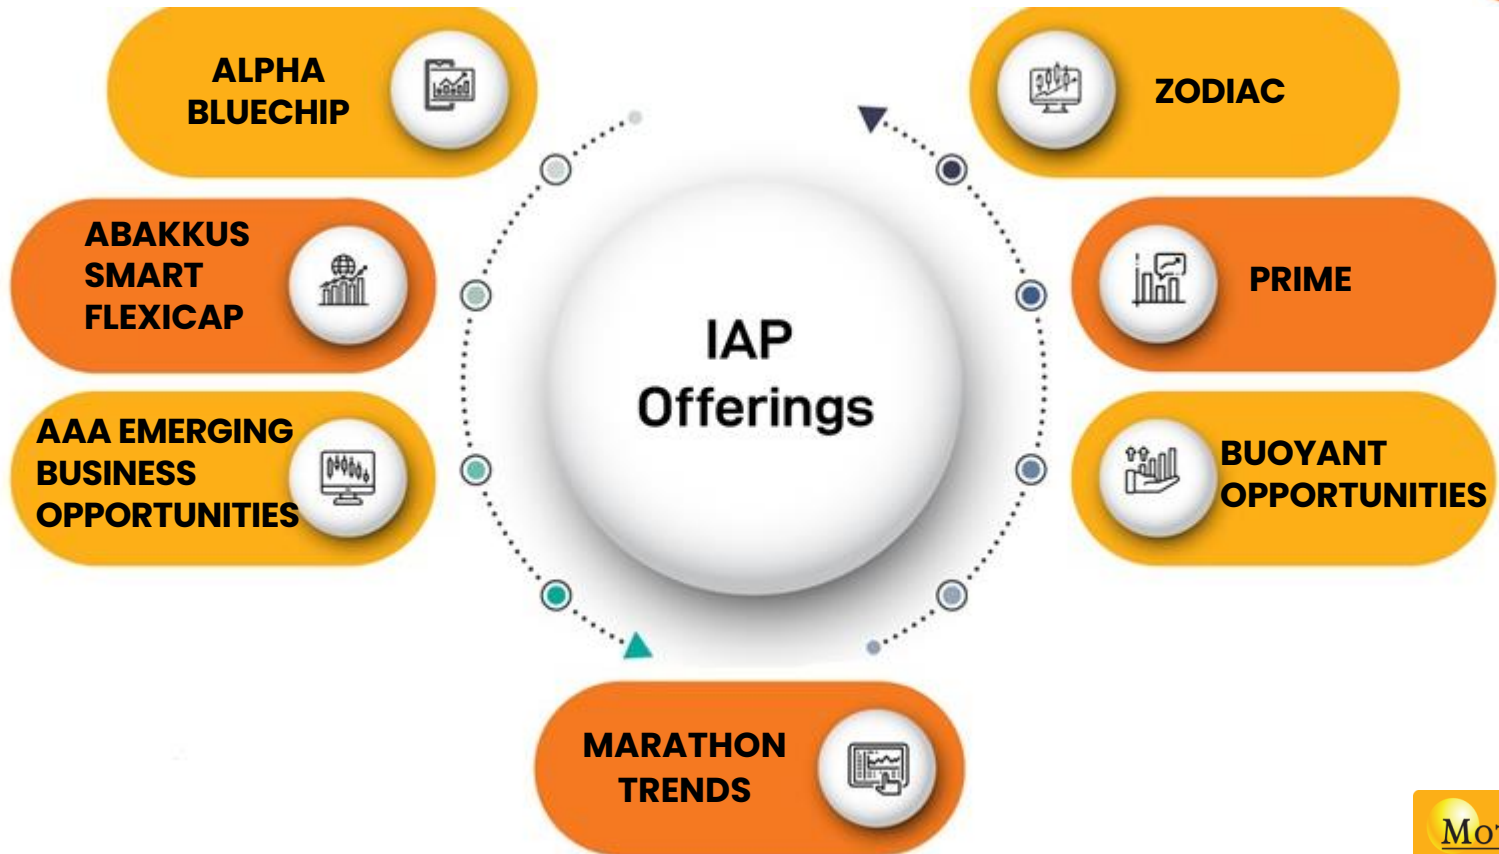 ALPHA
BLUECHIP
ZODIAC
ABAKKUS
SMART
FLEXICAP
PRIME
IAP
Offerings
AAA EMERGING
BUSINESS
OPPORTUNITIES
BUOYANT
OPPORTUNITIES
MARATHON
TRENDS